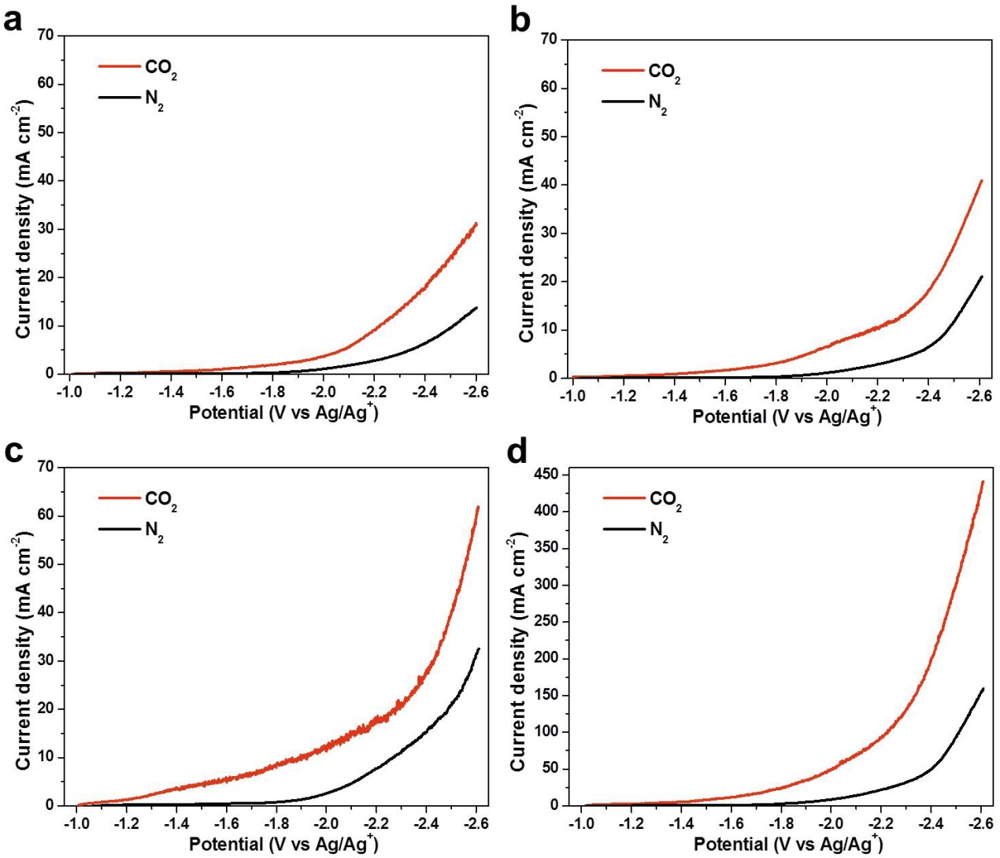 a
70
60
50
40
30
20
10
0
CO2
N2
Current density (mA cm-2)
-1.0 -1.2 -1.4 -1.6 -1.8 -2.0 -2.2 -2.4 -2.6
Potential (V vs Ag/Ag+)
b
70
60
50
40
30
20
10
0
CO2
N2
Current density (mA cm-2)
-1.0 -1.2 -1.4 -1.6 -1.8 -2.0 -2.2 -2.4 -2.6
Potential (V vs Ag/Ag+)
c
70
60
50
40
30
20
10
0
CO2
N2
Current density (mA cm-2)
-1.0 -1.2 -1.4 -1.6 -1.8 -2.0 -2.2 -2.4 -2.6
Potential (V vs Ag/Ag+)
d
450
400
350
300
250
200
150
100
50
0
CO2
N2
Current density (mA cm-2)
-1.0 -1.2 -1.4 -1.6 -1.8 -2.0 -2.2 -2.4 -2.6
Potential (V vs Ag/Ag+)